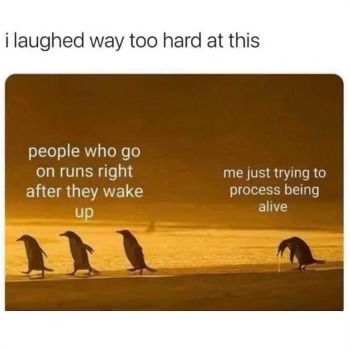 i laughed way too hard at this
people who go
on runs right
after they wake
up
me just trying to
process being
alive